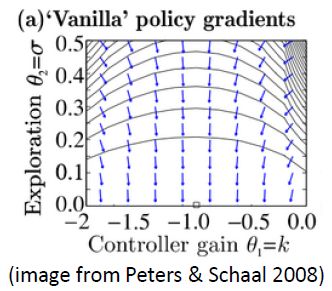 (a)‘Vanilla’ policy gradients
Exploration θ₂=σ
0.5
0.4
0.3
0.2
0.1
0.0
−2 −1.5 −1.0 −0.5 0.0
Controller gain θ₁=k
(image from Peters & Schaal 2008)